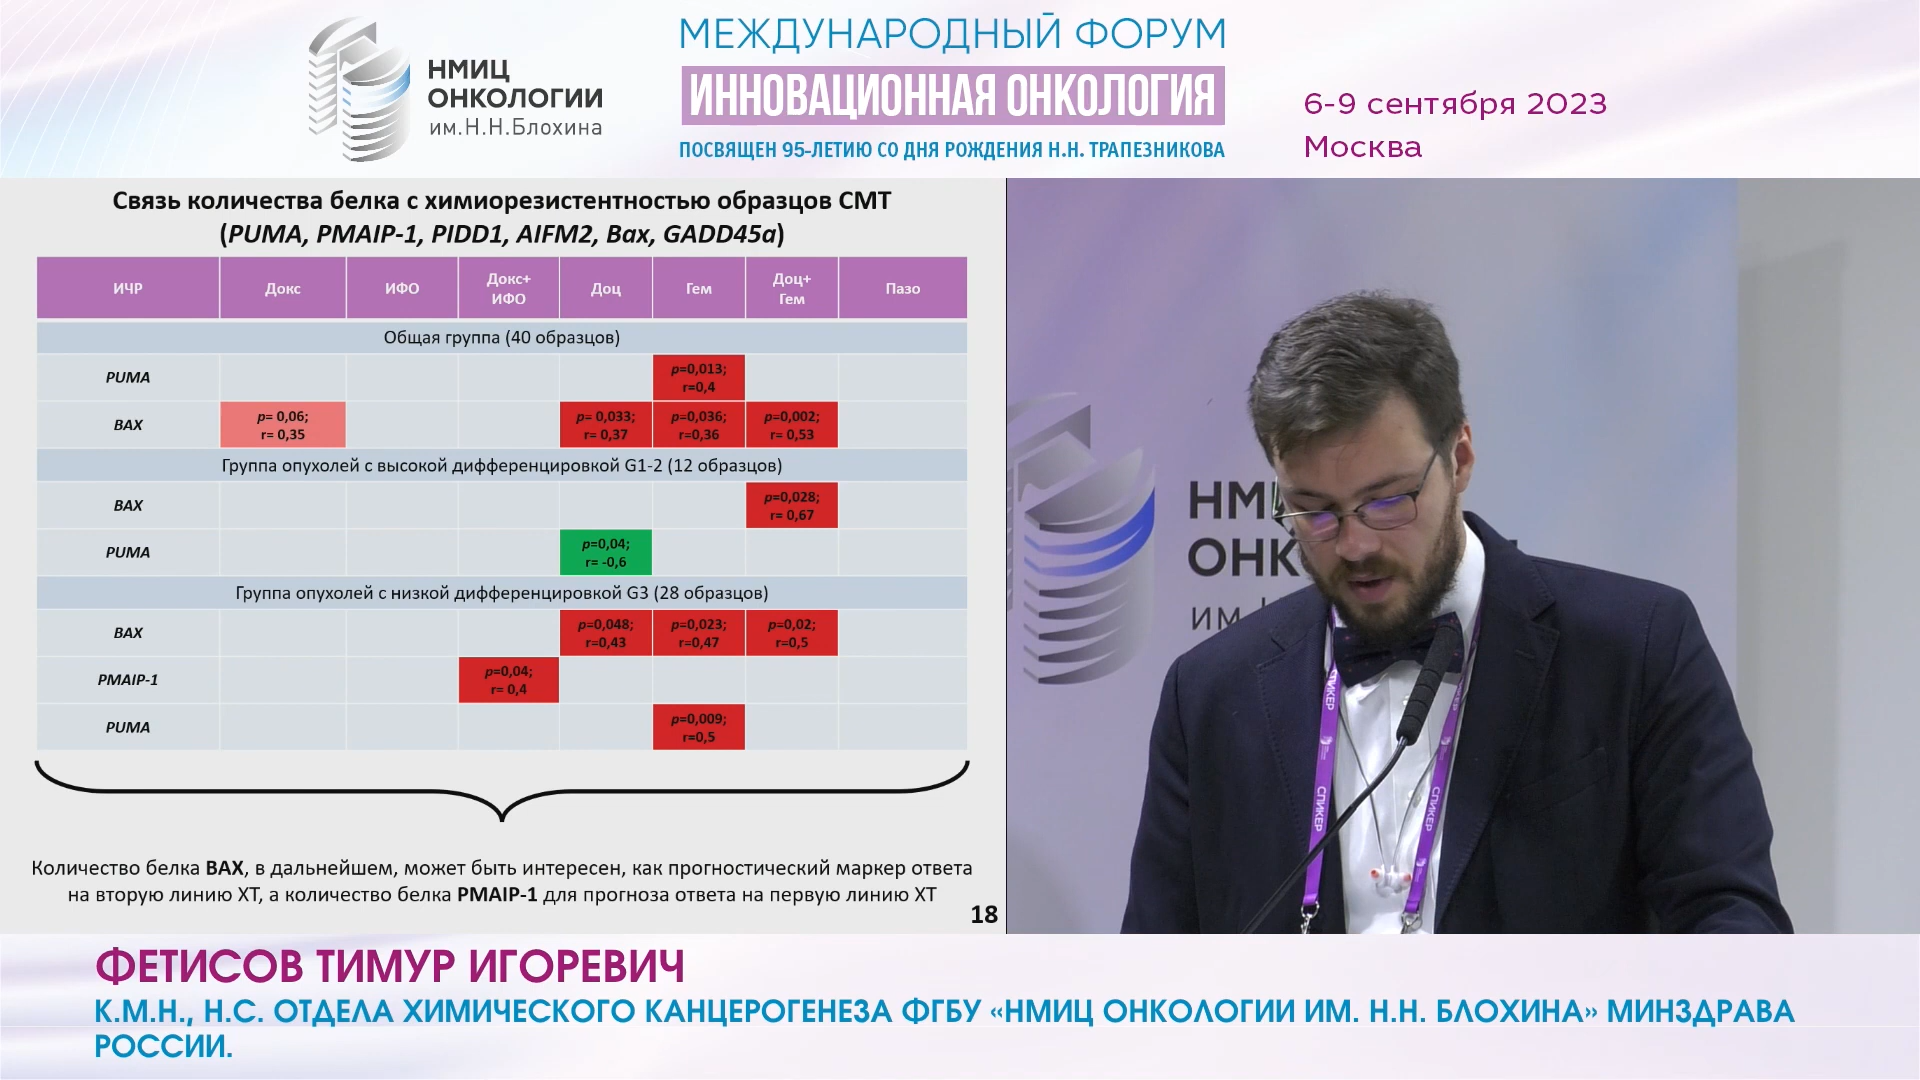 НМИЦ
ОНКОЛОГИИ
им.Н.Н.Блохина
МЕЖДУНАРОДНЫЙ ФОРУМ
ИННОВАЦИОННАЯ ОНКОЛОГИЯ
ПОСВЯЩЕН 95-ЛЕТИЮ СО ДНЯ РОЖДЕНИЯ Н.Н. ТРАПЕЗНИКОВА
6-9 сентября 2023
Москва
Связь количества белка с химиорезистентностью образцов СМТ
(PUMA, PMAIP-1, PIDD1, AIFM2, Bax, GADD45a)
ИЧР Докс ИФО Докс+ ИФО Доц Гем Доц+ Гем Пазо
Общая группа (40 образцов)
PUMA p=0,013; r=0,4
BAX p= 0,06; r= 0,35 p= 0,033; r= 0,37 p=0,036; r=0,36 p=0,002; r= 0,53
Группа опухолей с высокой дифференцировкой G1-2 (12 образцов)
BAX p=0,028; r= 0,67
PUMA p=0,04; r= -0,6
Группа опухолей с низкой дифференцировкой G3 (28 образцов)
BAX p=0,048; r=0,43 p=0,023; r=0,47 p=0,02; r=0,5
PMAIP-1 p=0,04; r= 0,4
PUMA p=0,009; r=0,5
Количество белка BAX, в дальнейшем, может быть интересен, как прогностический маркер ответа
на вторую линию ХТ, а количество белка PMAIP-1 для прогноза ответа на первую линию ХТ
18
НМ
ОНК
ИМ
СПИКЕР
СПИКЕР
СПИКЕР
ФЕТИСОВ ТИМУР ИГОРЕВИЧ
К.М.Н., Н.С. ОТДЕЛА ХИМИЧЕСКОГО КАНЦЕРОГЕНЕЗА ФГБУ «НМИЦ ОНКОЛОГИИ ИМ. Н.Н. БЛОХИНА» МИНЗДРАВА
РОССИИ.